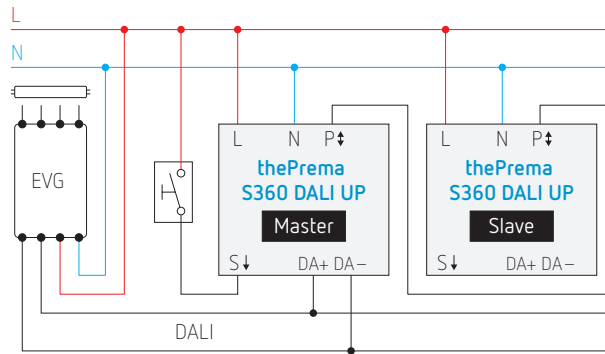 L
N
EVG
L N P
thePrema
S360 DALI UP
Master
S DA+ DA−
L N P
thePrema
S360 DALI UP
Slave
S DA+ DA−
DALI